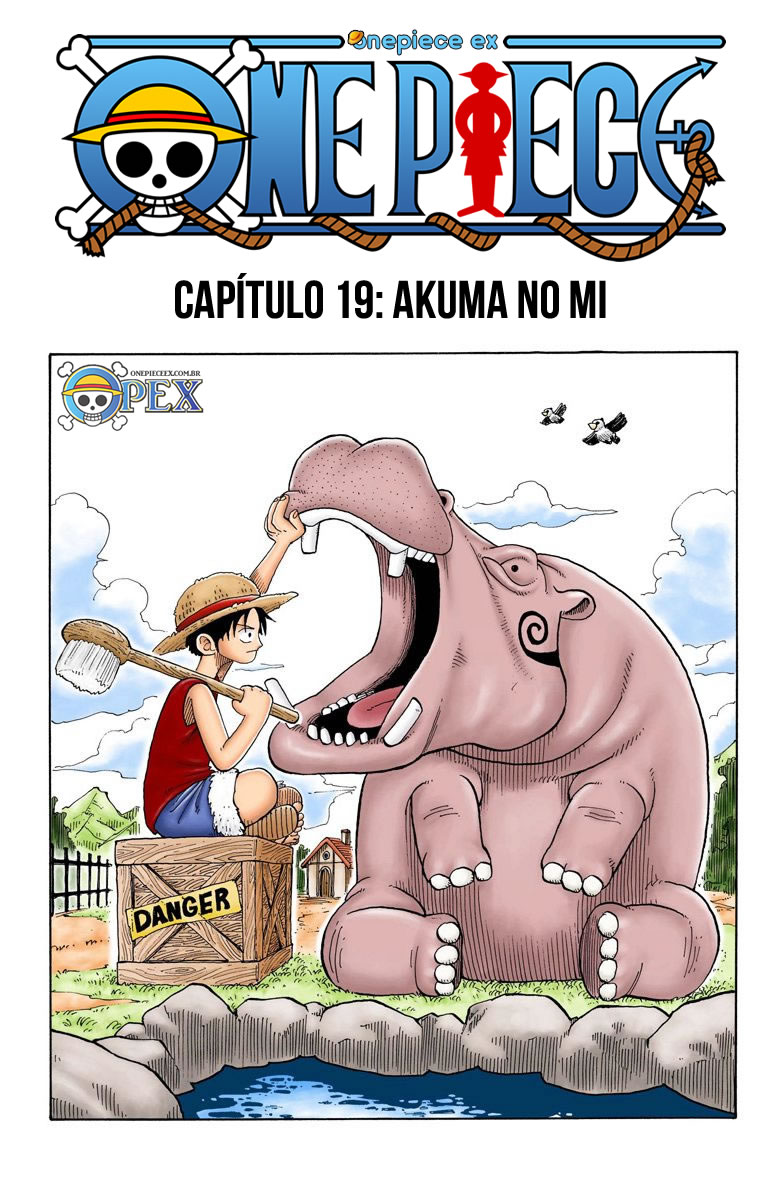 onepiece ex
ONE PIECE
CAPÍTULO 19: AKUMA NO MI
ONEPIECEEX.COM.BR
OPEX
DANGER